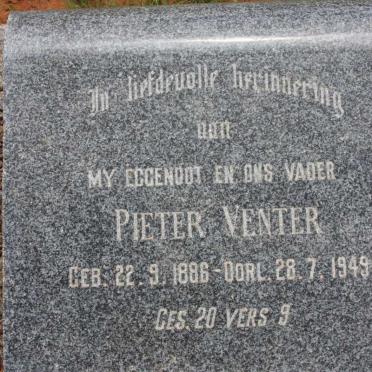 In liefdevolle herinnering
aan
MY EGGENOOT EN ONS VADER
PIETER VENTER
GEB. 22. 9. 1886 - OORL. 28. 7. 1949
GES. 20 VERS 9